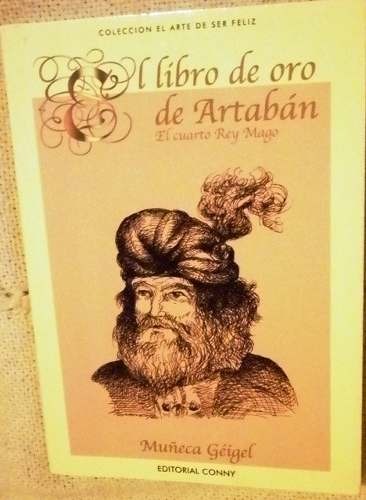 COLECCION EL ARTE DE SER FELIZ
El libro de oro
de Artabán
El cuarto Rey Mago
Muñeca Géigel
EDITORIAL CONNY